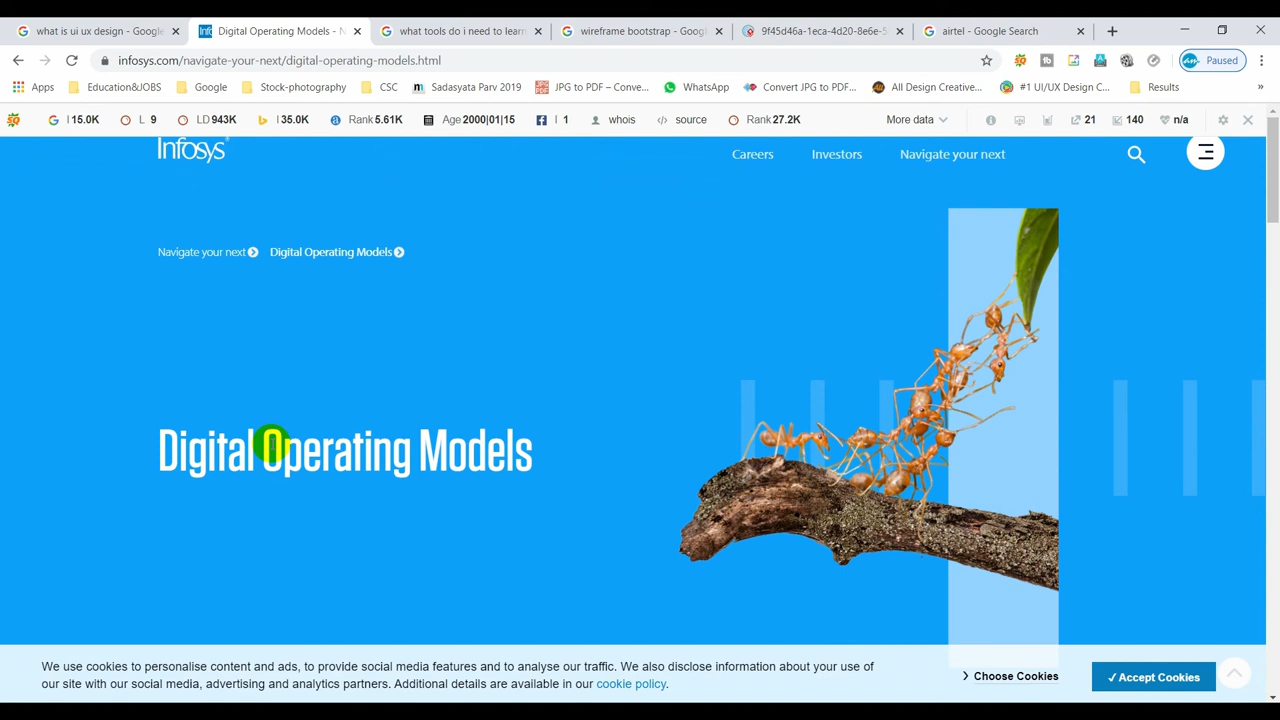 what is ui ux design - Google
Digital Operating Models - N
what tools do i need to learn
wireframe bootstrap - Google
9f45d46a-1eca-4d20-8e6e-5
airtel - Google Search
infosys.com/navigate-your-next/digital-operating-models.html
Paused
Apps
Education&JOBS
Google
Stock-photography
CSC
Sadasyata Parv 2019
JPG to PDF – Conve...
WhatsApp
Convert JPG to PDF...
All Design Creative...
#1 UI/UX Design C...
Results
I 15.0K
L 9
LD 943K
I 35.0K
Rank 5.61K
Age 2000|01|15
I 1
whois
source
Rank 27.2K
More data
21
140
n/a
Infosys
Careers
Investors
Navigate your next
Navigate your next
Digital Operating Models
Digital Operating Models
We use cookies to personalise content and ads, to provide social media features and to analyse our traffic. We also disclose information about your use of
our site with our social media, advertising and analytics partners. Additional details are available in our cookie policy.
Choose Cookies
✓ Accept Cookies